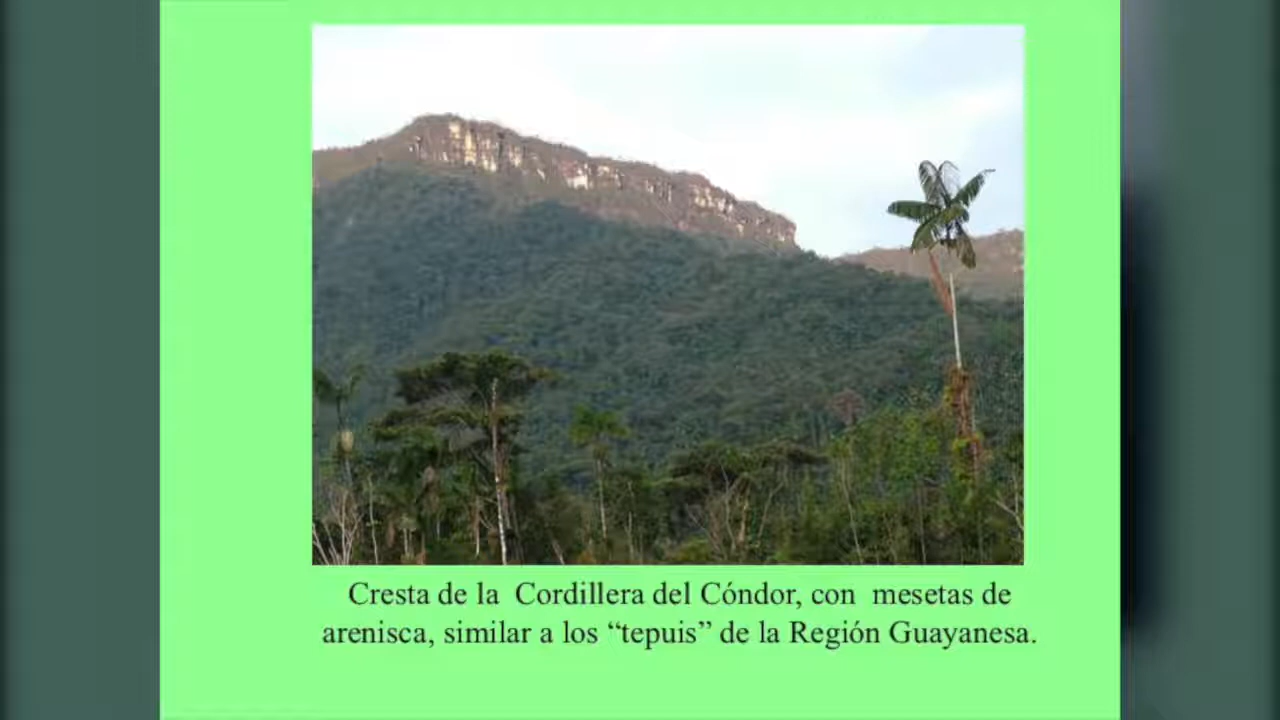 Cresta de la Cordillera del Cóndor, con mesetas de
arenisca, similar a los “tepuis” de la Región Guayanesa.